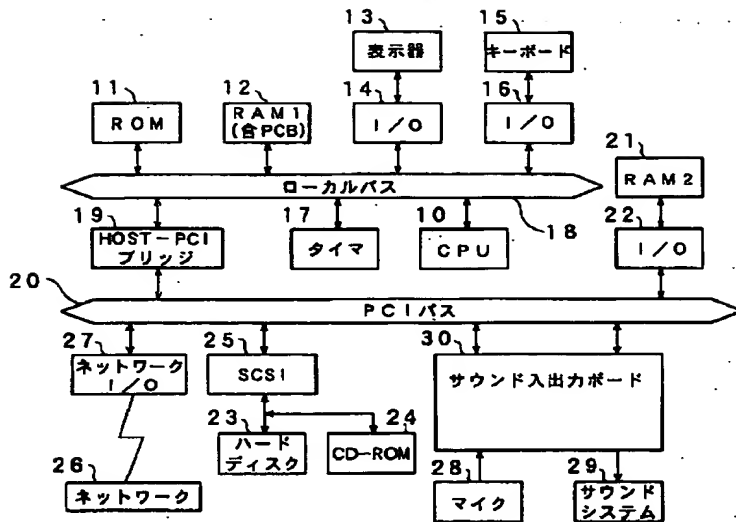 13
15
表示器
キーボード
11
12
14
16
ROM
RAM1
(含PCB)
I/O
I/O
21
RAM2
ローカルバス
19
17
10
18
22
HOST-PCI
ブリッジ
タイマ
CPU
I/O
20
PCIバス
27
25
30
ネットワーク
I/O
SCSI
サウンド入出力ボード
23
24
ハード
ディスク
CD-ROM
26
28
29
ネットワーク
マイク
サウンド
システム